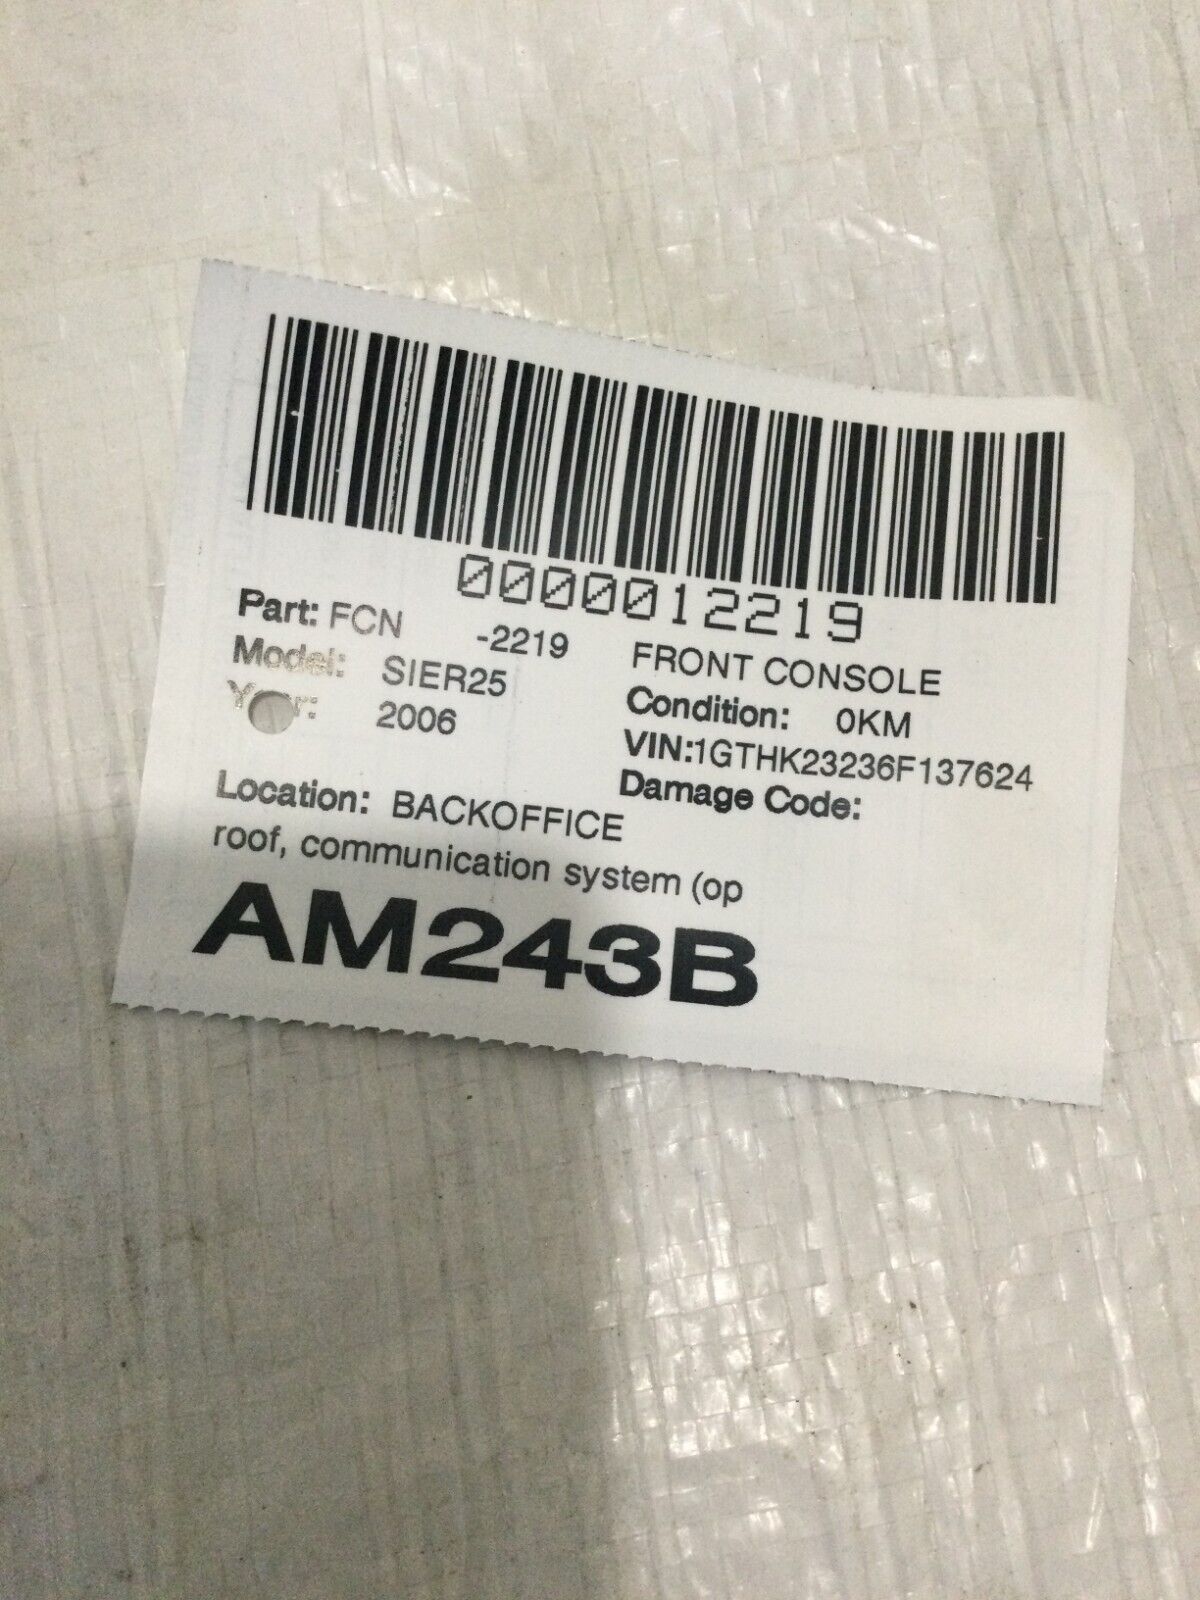 0000012219
Part: FCN -2219 FRONT CONSOLE
Model: SIER25 Condition: 0KM
Year: 2006 VIN:1GTHK23236F137624
Damage Code:
Location: BACKOFFICE
roof, communication system (op
AM243B